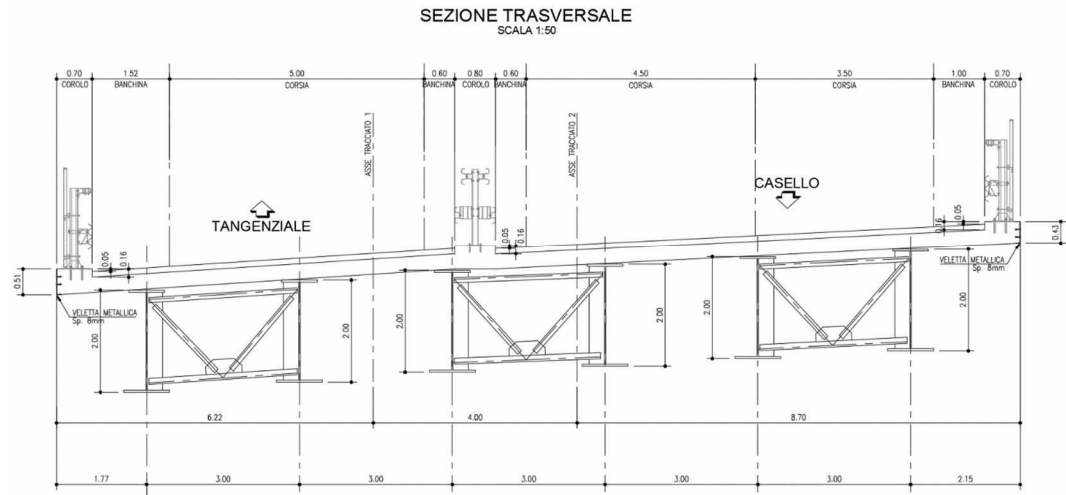 SEZIONE TRASVERSALE
SCALA 1:50
0.70 1.52 5.00 0.60 0.80 0.60 4.50 3.50 1.00 0.70
COROLO BANCHINA CORSIA BANCHINA COROLO BANCHINA CORSIA CORSIA BANCHINA COROLO
ASSE TRACCIATO 1
ASSE TRACCIATO 2
TANGENZIALE
CASELLO
0.05 0.16
0.05 0.16
0.16 0.05
0.51
0.43
VELETTA METALLICA
Sp. 8mm
VELETTA METALLICA
Sp. 8mm
2.00 2.00 2.00 2.00 2.00 2.00
6.22 4.00 8.70
1.77 3.00 3.00 3.00 3.00 3.00 2.15